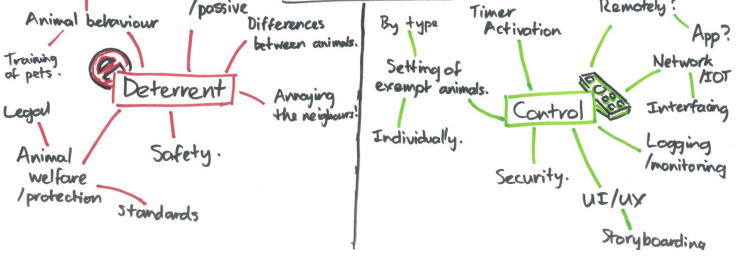 Animal behaviour
/passive
Differences
between animals.
Training
of pets.
Deterrent
Annoying
the neighours!
Legal
Animal
welfare
/protection
Safety.
Standards
By type
Timer
Activation
Remotely?
App?
Setting of
exempt animals.
Network
/IOT
Control
Interfacing
Individually.
Logging
/monitoring
Security.
UI/UX
Storyboarding